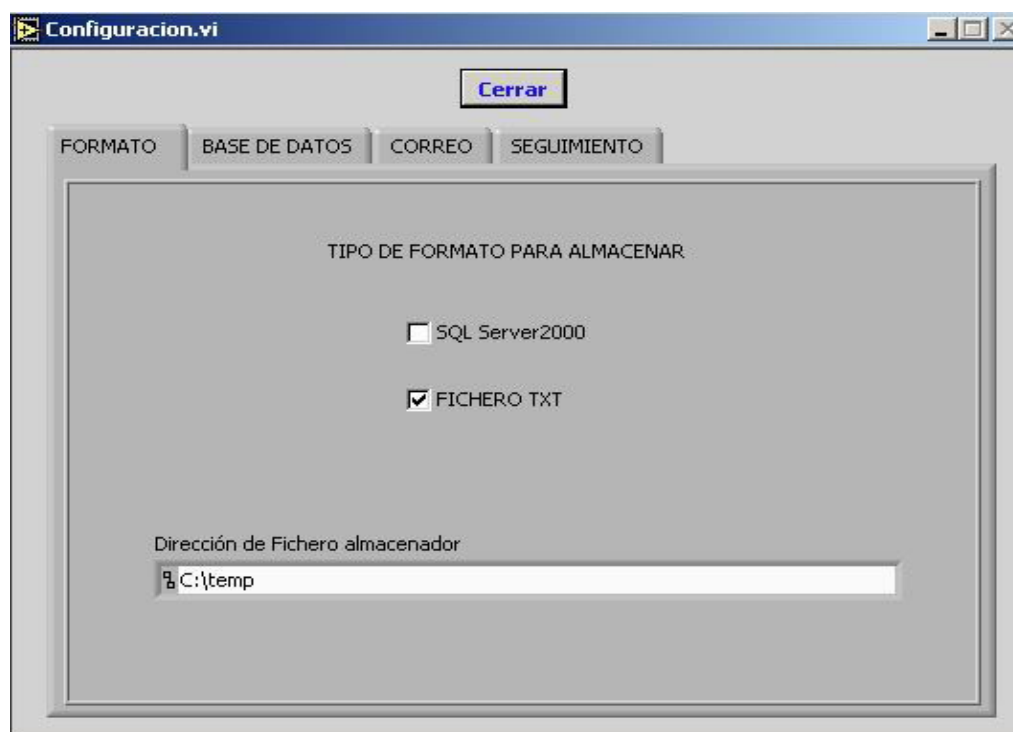 Configuracion.vi
Cerrar
FORMATO BASE DE DATOS CORREO SEGUIMIENTO
TIPO DE FORMATO PARA ALMACENAR
SQL Server2000
FICHERO TXT
Dirección de Fichero almacenador
C:\temp